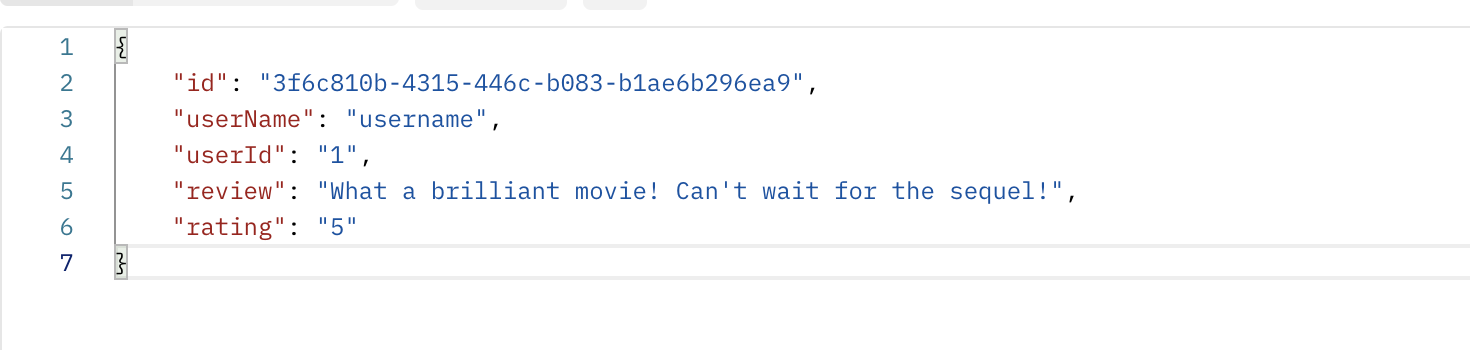 1 {
2 "id": "3f6c810b-4315-446c-b083-b1ae6b296ea9",
3 "userName": "username",
4 "userId": "1",
5 "review": "What a brilliant movie! Can't wait for the sequel!",
6 "rating": "5"
7 }